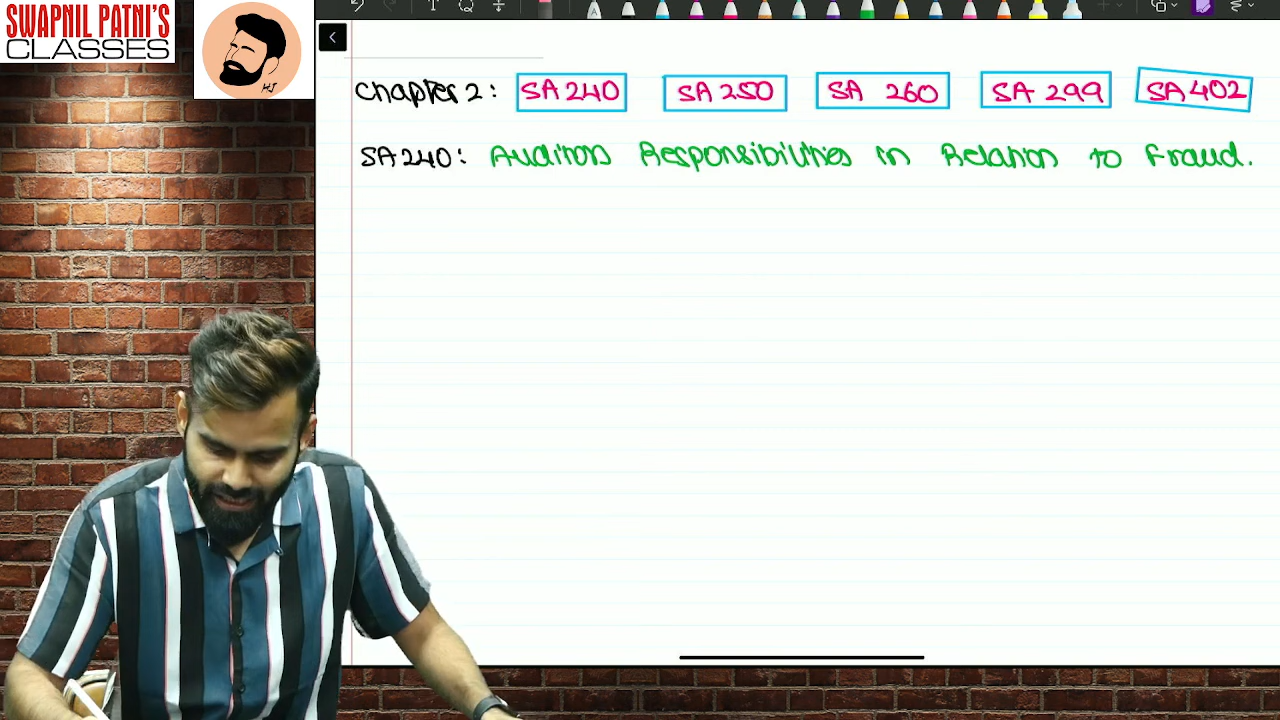 SWAPNIL PATNI'S
CLASSES
Chapter 2: SA 240 SA 250 SA 260 SA 299 SA 402
SA 240: Auditors Responsibilities in Relation to Fraud.